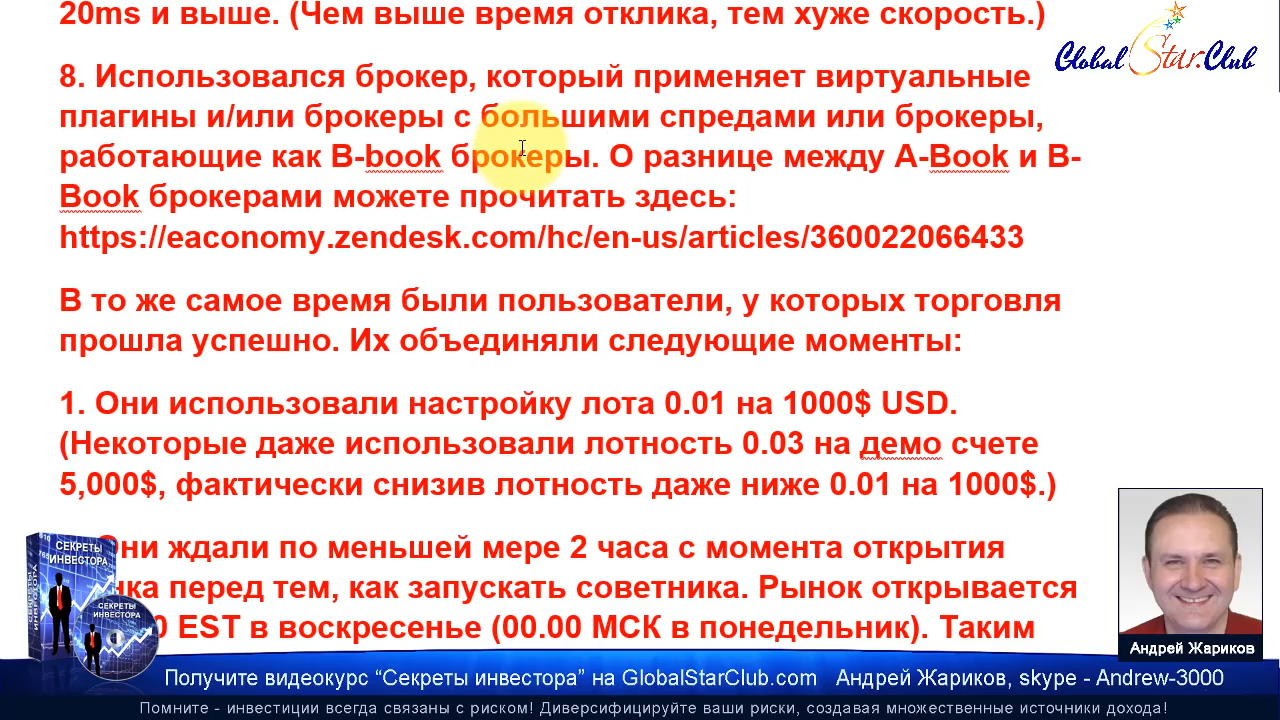 20ms и выше. (Чем выше время отклика, тем хуже скорость.)
Global Star.Club
8. Использовался брокер, который применяет виртуальные
плагины и/или брокеры с большими спредами или брокеры,
работающие как B-book брокеры. О разнице между A-Book и B-
Book брокерами можете прочитать здесь:
https://eaconomy.zendesk.com/hc/en-us/articles/360022066433
В то же самое время были пользователи, у которых торговля
прошла успешно. Их объединяли следующие моменты:
1. Они использовали настройку лота 0.01 на 1000$ USD.
(Некоторые даже использовали лотность 0.03 на демо счете
5,000$, фактически снизив лотность даже ниже 0.01 на 1000$.)
Они ждали по меньшей мере 2 часа с момента открытия
перед тем, как запускать советника. Рынок открывается
EST в воскресенье (00.00 МСК в понедельник). Таким
СЕКРЕТЫ
ИНВЕСТОРА
СЕКРЕТЫ
ИНВЕСТОРА
Андрей Жариков
Получите видеокурс “Секреты инвестора” на GlobalStarClub.com Андрей Жариков, skype - Andrew-3000
Помните - инвестиции всегда связаны с риском! Диверсифицируйте ваши риски, создавая множественные источники дохода!